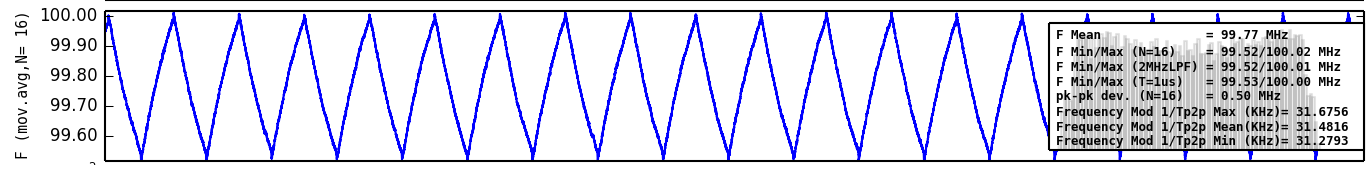 F (mov.avg,N= 16)
100.00
99.90
99.80
99.70
99.60
F Mean = 99.77 MHz
F Min/Max (N=16) = 99.52/100.02 MHz
F Min/Max (2MHzLPF) = 99.52/100.01 MHz
F Min/Max (T=1us) = 99.53/100.00 MHz
pk-pk dev. (N=16) = 0.50 MHz
Frequency Mod 1/Tp2p Max (KHz)= 31.6756
Frequency Mod 1/Tp2p Mean(KHz)= 31.4816
Frequency Mod 1/Tp2p Min (KHz)= 31.2793